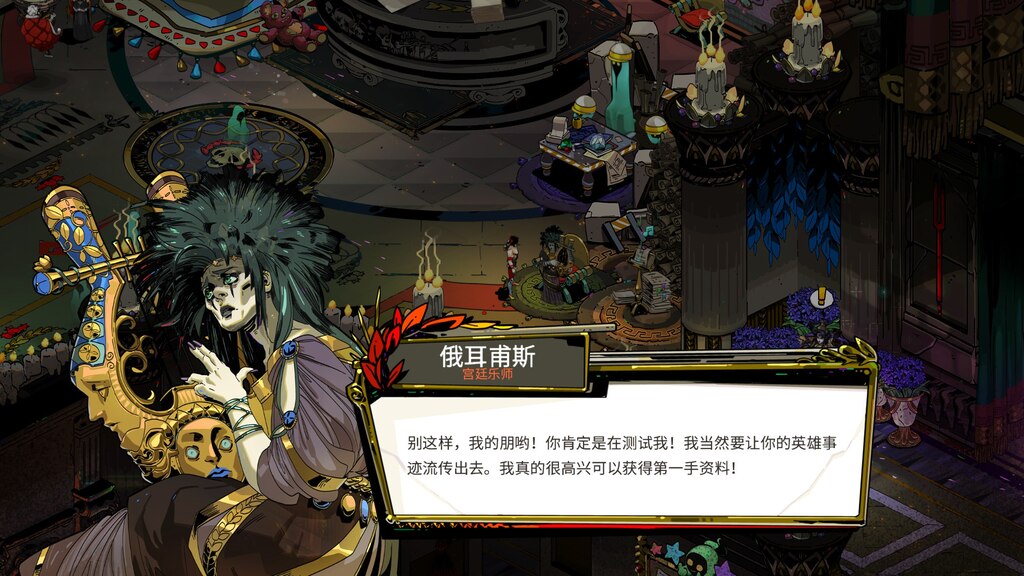 俄耳甫斯
宫廷乐师
别这样，我的朋哟！你肯定是在测试我！我当然要让你的英雄事
迹流传出去。我真的很高兴可以获得第一手资料！